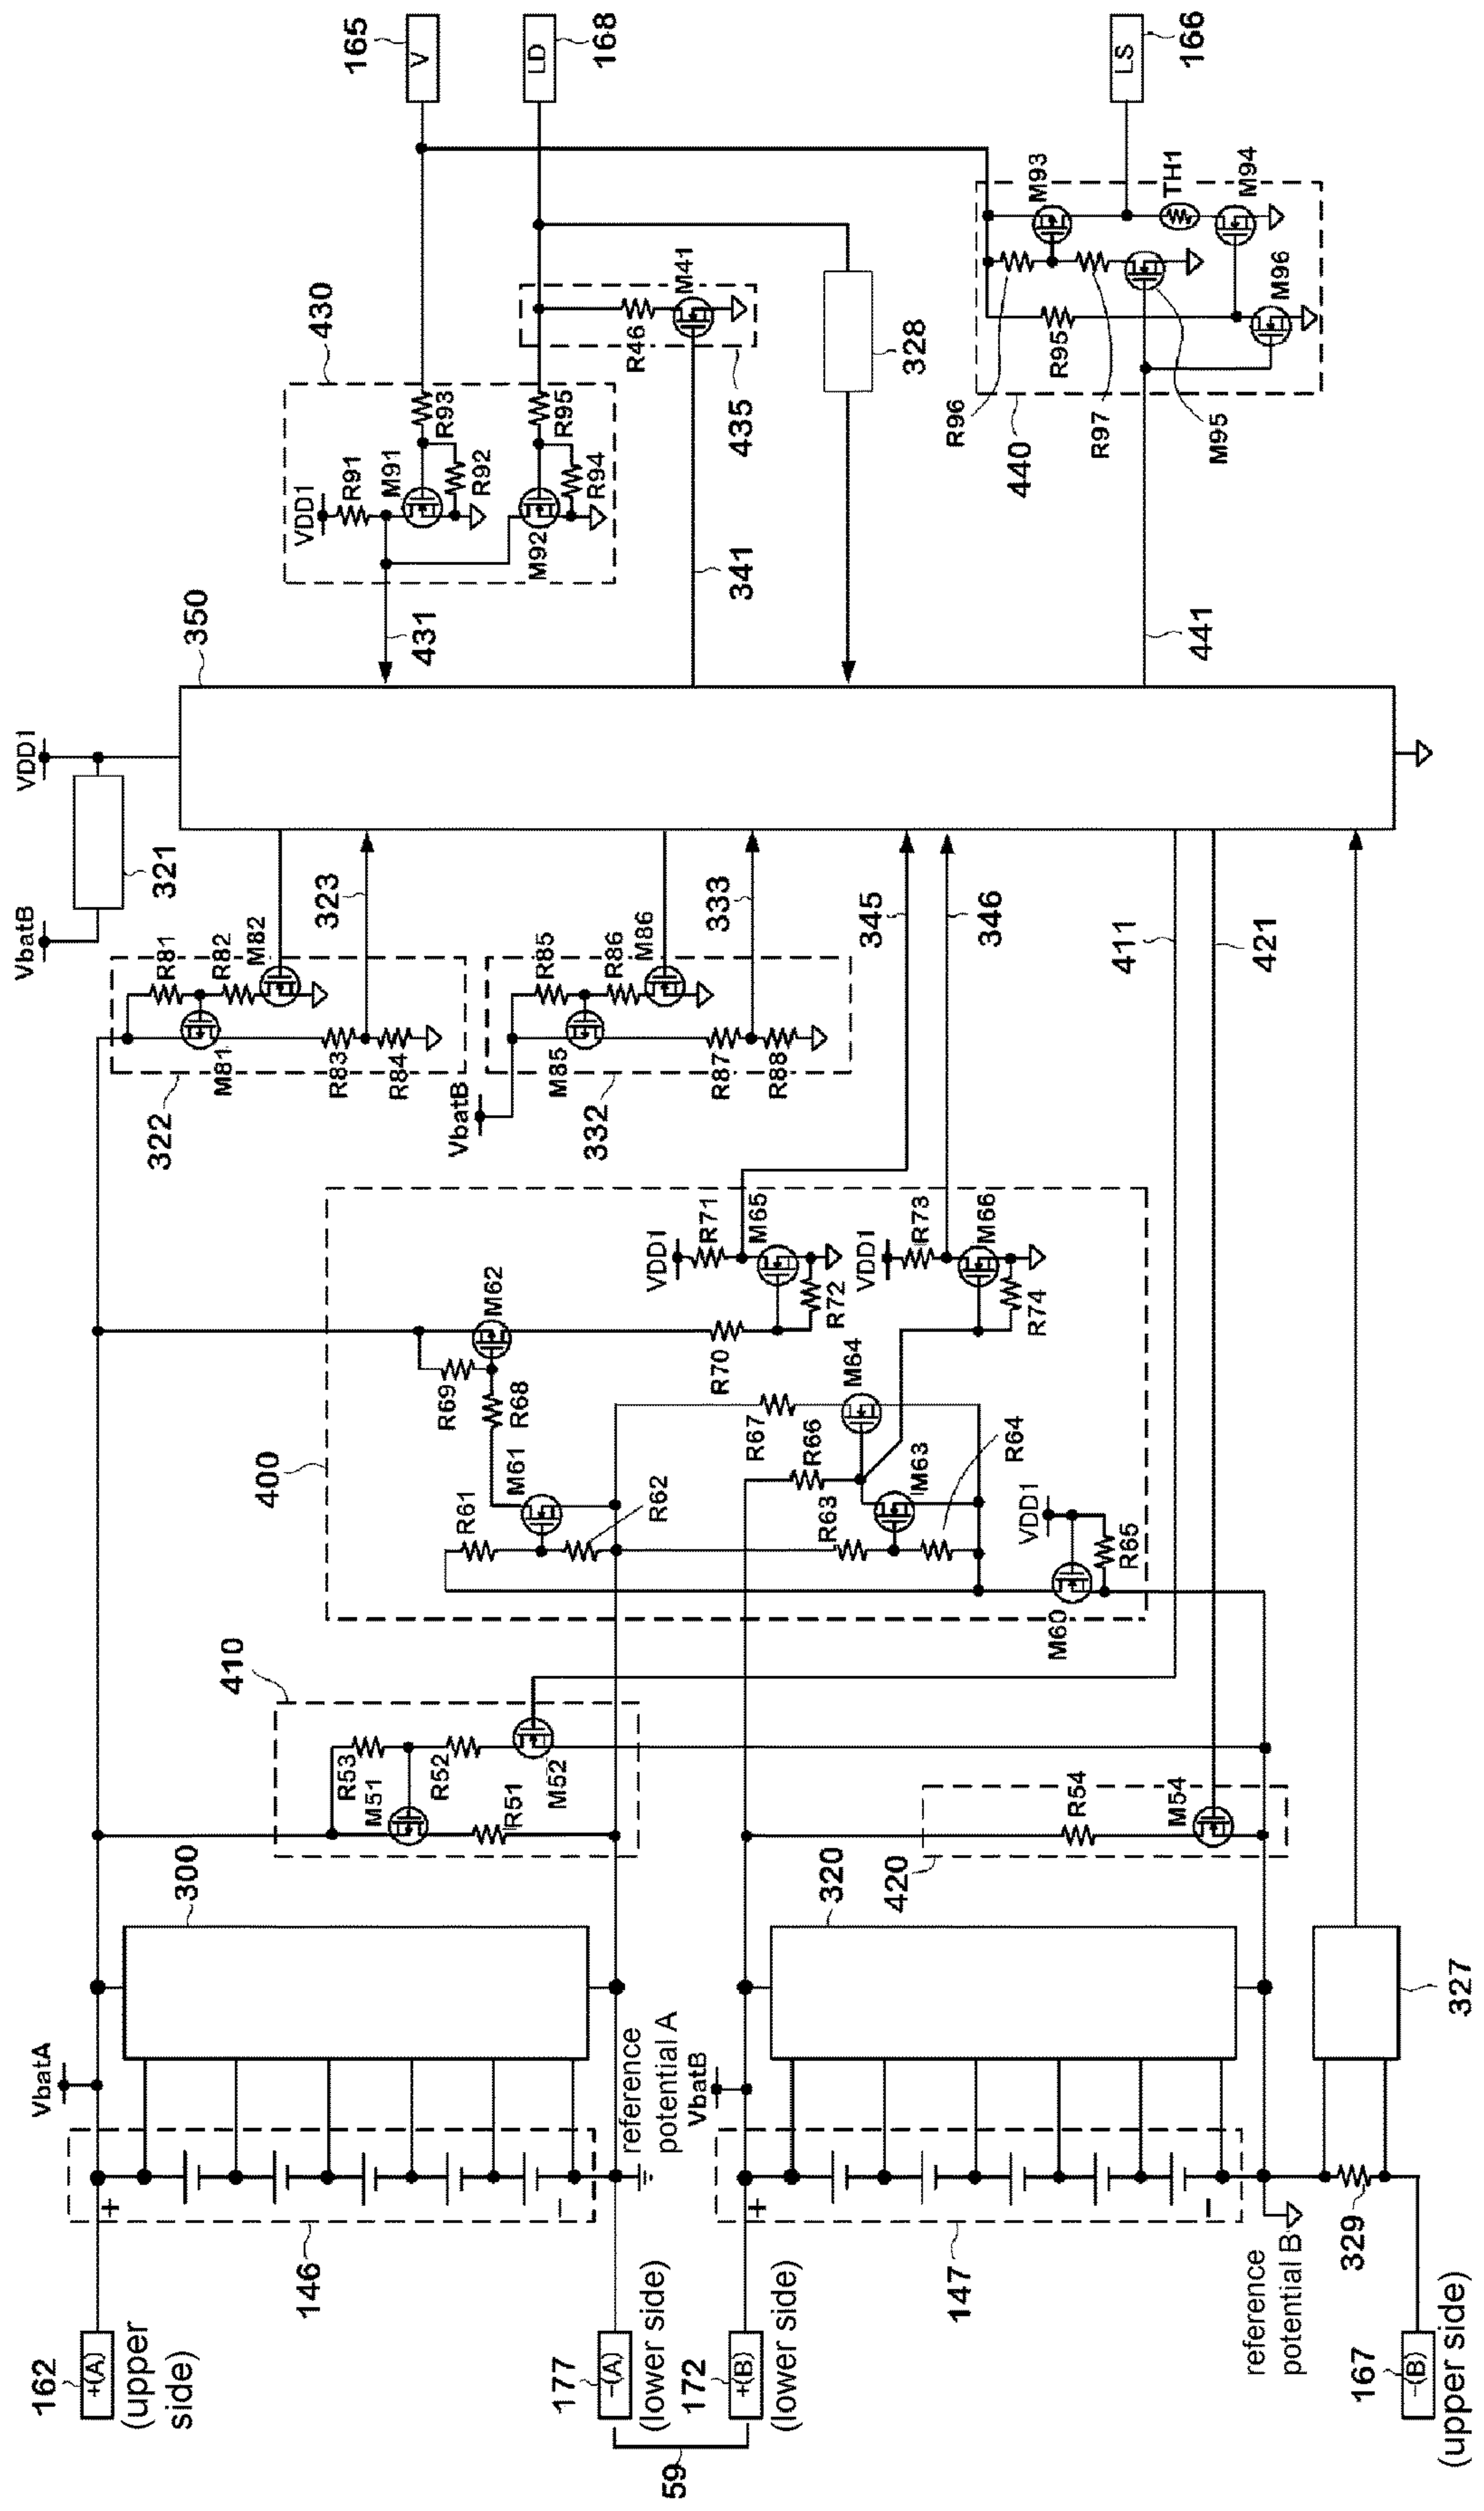 165
V
168
LD
166
LS
430
VDD1
R91
M91
R93
R92
R95
R94
M92
M41
R46
435
328
M93
TH1
M94
M96
R95
R96
R97
M95
440
431
341
441
350
VDD1
321
VbatB
R81
R82
M82
323
M81
R83
R84
322
R85
R86
M86
333
M85
R87
R88
VbatB
332
345
346
411
421
400
M62
R69
R68
M61
R61
R62
R70
VDD1
R71
M65
R72
VDD1
R73
M66
R74
M64
R67
R66
M63
R63
R64
VDD1
R65
M60
410
R53
M51
R52
M52
R51
R54
M54
420
300
320
327
VbatA
VbatB
reference
potential A
+
−
146
+
−
147
reference
potential B
329
162
+(A)
(upper
side)
177
−(A)
(lower side)
172
+(B)
(lower side)
59
167
−(B)
(upper side)